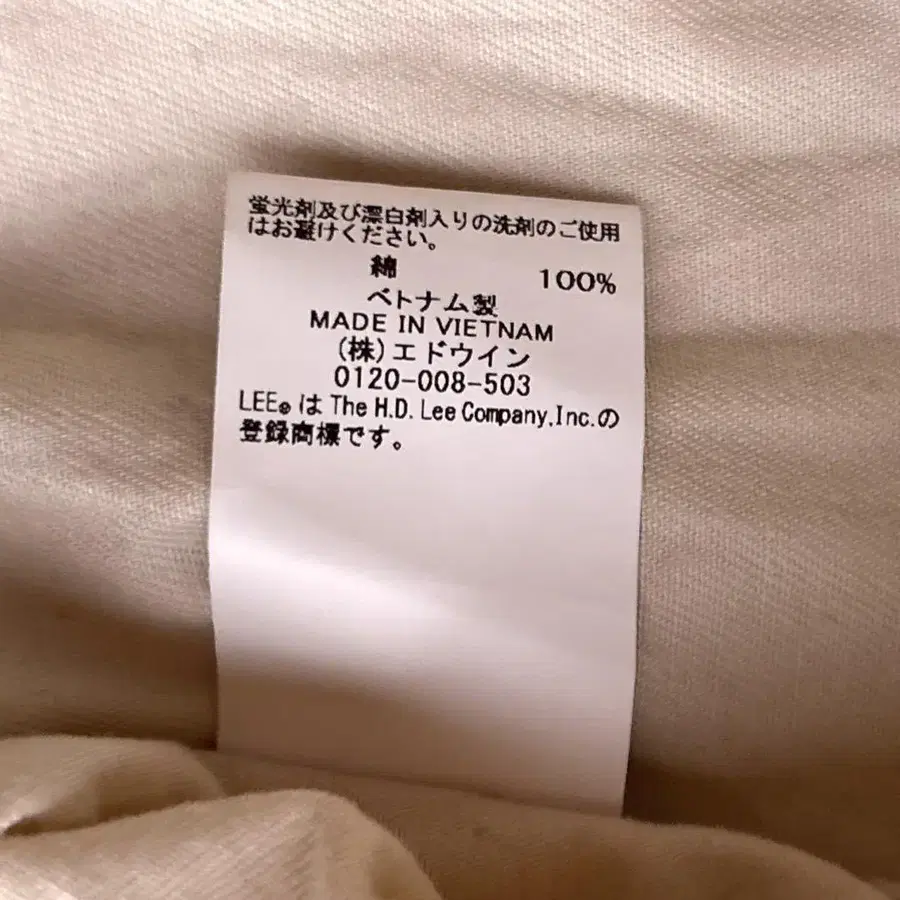 蛍光剤及び漂白剤入りの洗剤のご使用
はお避けください。
綿 100%
ベトナム製
MADE IN VIETNAM
(株)エドウイン
0120-008-503
LEE® は The H.D. Lee Company,Inc.の
登録商標です。